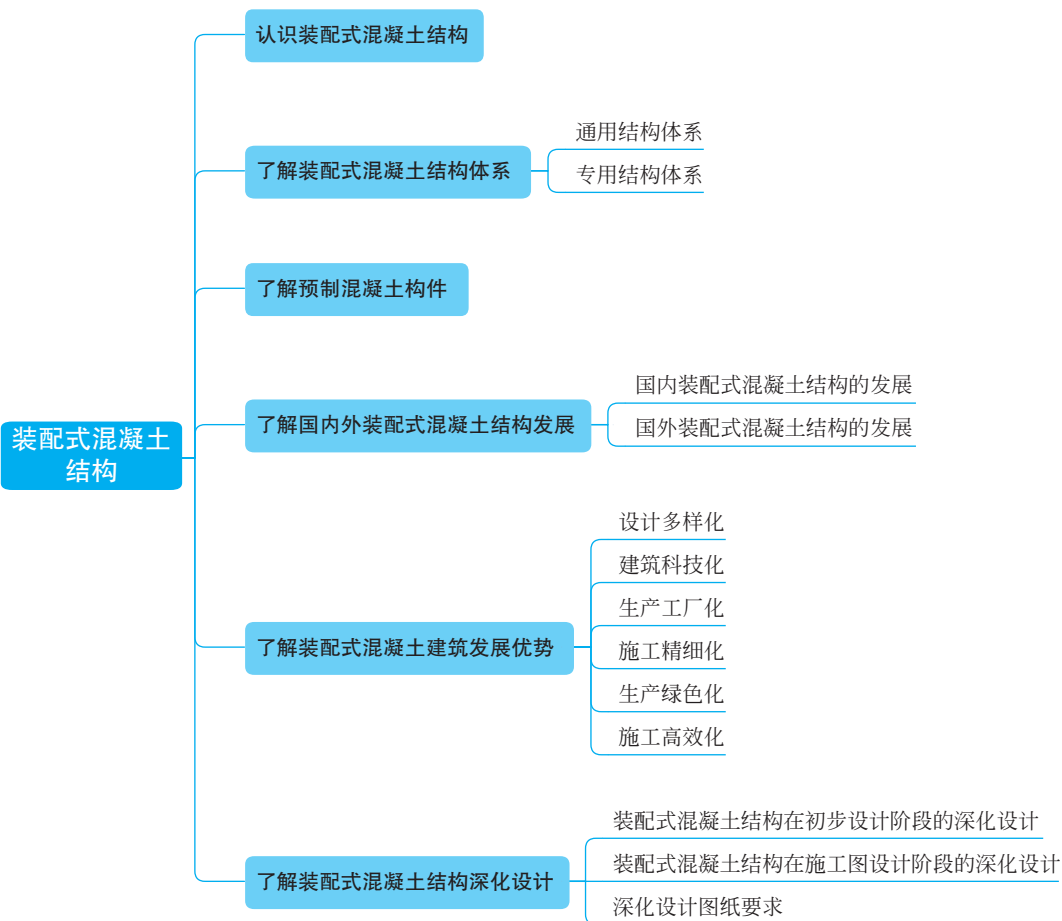 装配式混凝土
结构
认识装配式混凝土结构
了解装配式混凝土结构体系
通用结构体系
专用结构体系
了解预制混凝土构件
了解国内外装配式混凝土结构发展
国内装配式混凝土结构的发展
国外装配式混凝土结构的发展
了解装配式混凝土建筑发展优势
设计多样化
建筑科技化
生产工厂化
施工精细化
生产绿色化
施工高效化
了解装配式混凝土结构深化设计
装配式混凝土结构在初步设计阶段的深化设计
装配式混凝土结构在施工图设计阶段的深化设计
深化设计图纸要求